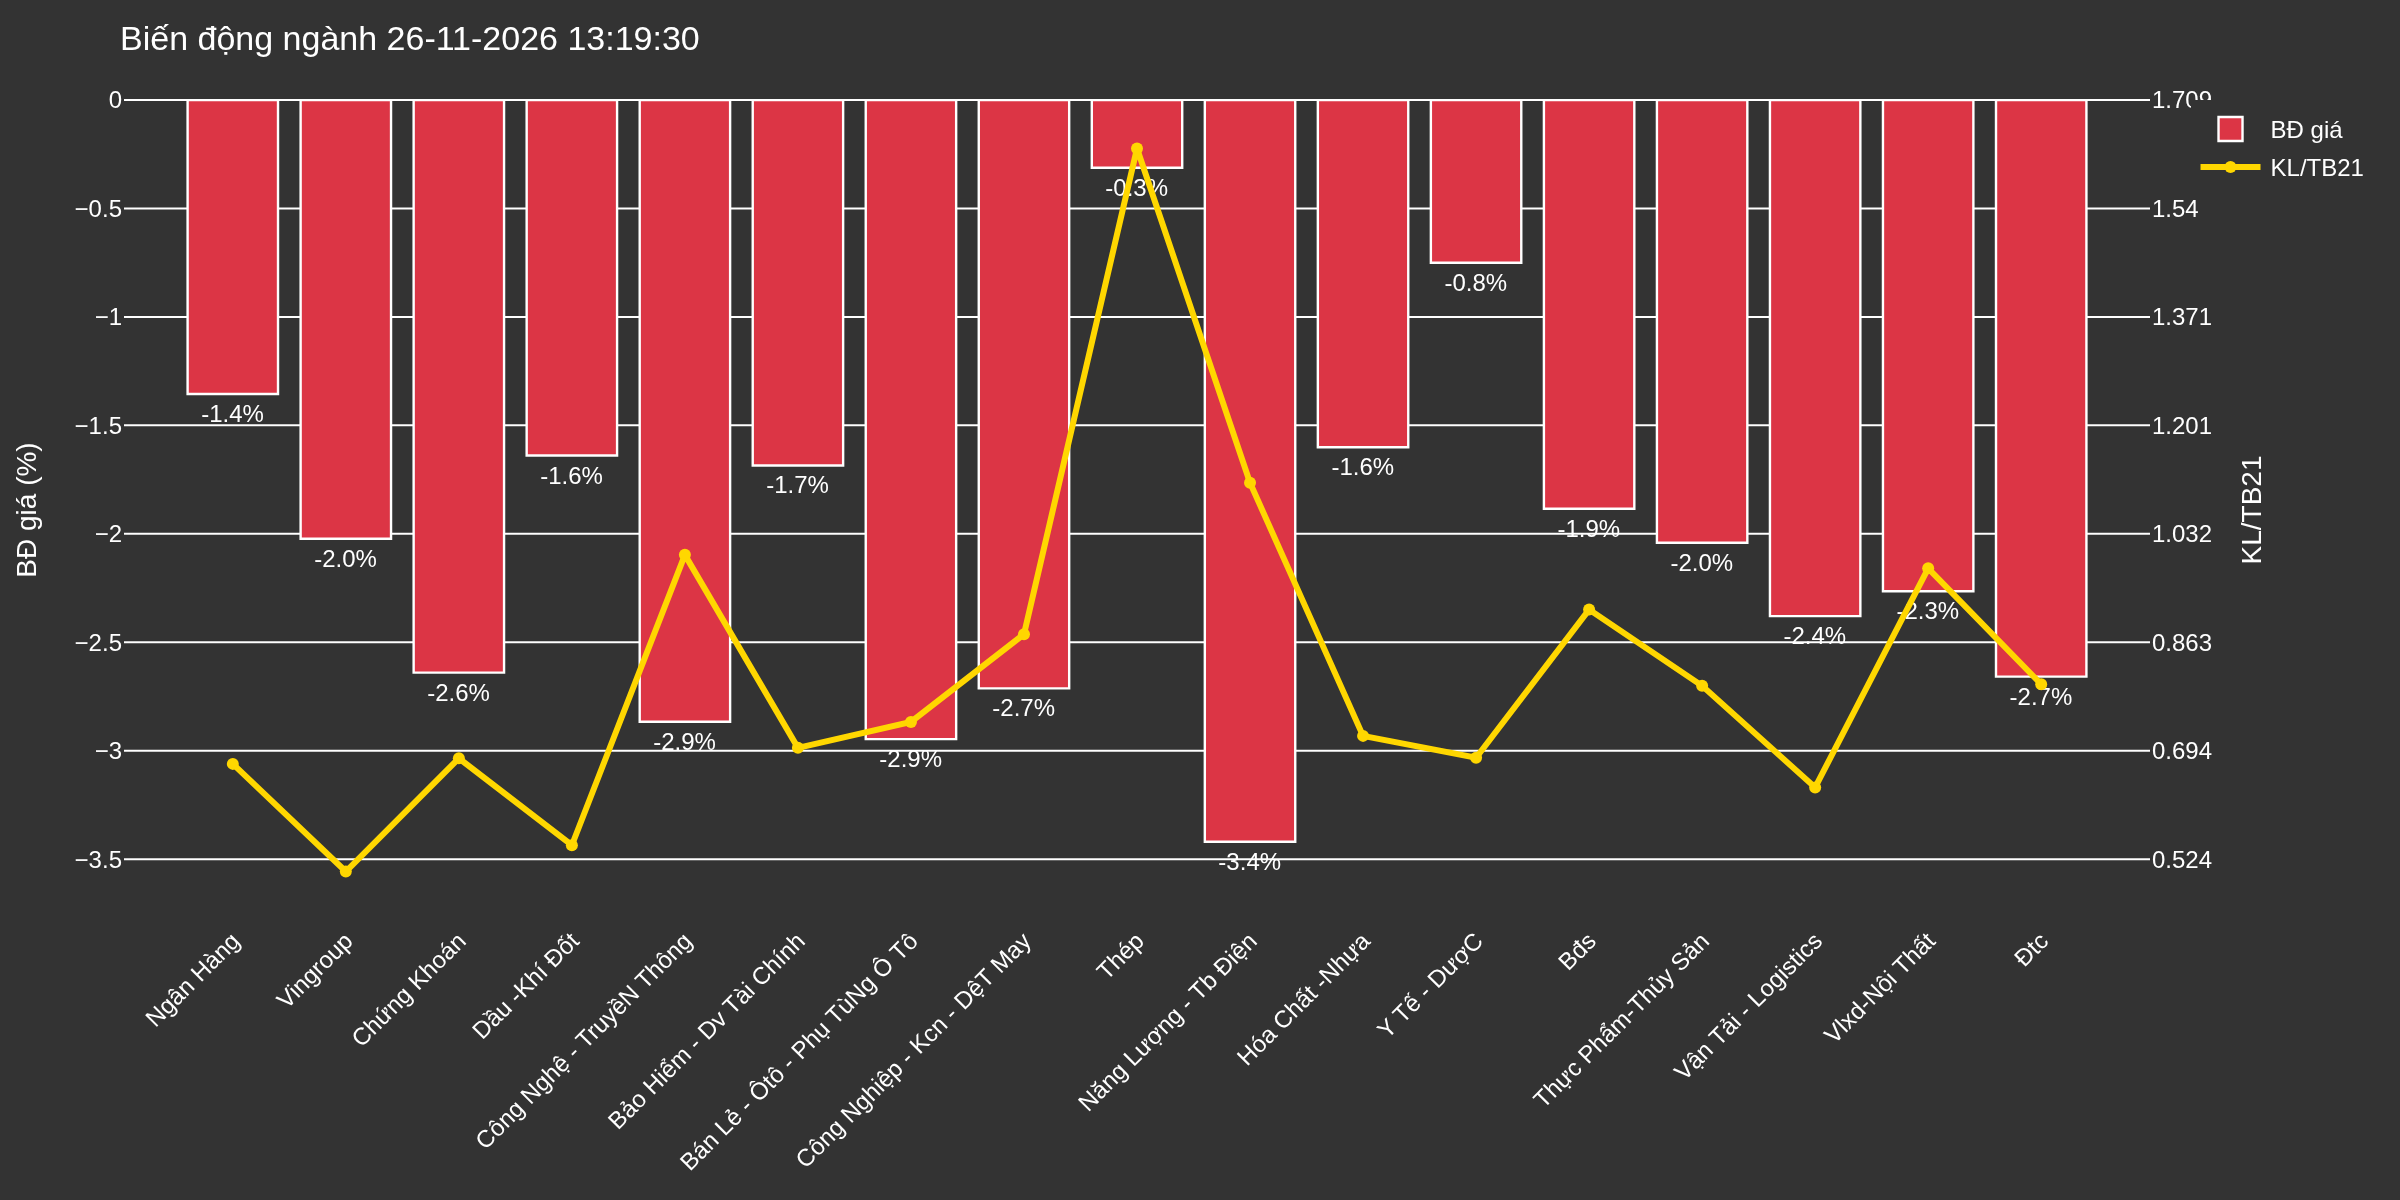 Biến động ngành 26-11-2026 13:19:30
BĐ giá (%)
0
−0.5
−1
−1.5
−2
−2.5
−3
−3.5
-1.4%
-2.0%
-2.6%
-1.6%
-2.9%
-1.7%
-2.9%
-2.7%
-0.3%
-3.4%
-1.6%
-0.8%
-1.9%
-2.0%
-2.4%
-2.3%
-2.7%
1.709
1.54
1.371
1.201
1.032
0.863
0.694
0.524
KL/TB21
BĐ giá
KL/TB21
Ngân Hàng
Vingroup
Chứng Khoán
Dầu -Khí Đốt
Công Nghệ - TruyềN Thông
Bảo Hiểm - Dv Tài Chính
Bán Lẻ - Ôtô - Phụ TùNg Ô Tô
Công Nghiệp - Kcn - DệT May
Thép
Năng Lượng - Tb Điện
Hóa Chất -Nhựa
Y Tế - DượC
Bđs
Thực Phẩm-Thủy Sản
Vận Tải - Logistics
Vlxd-Nội Thất
Đtc